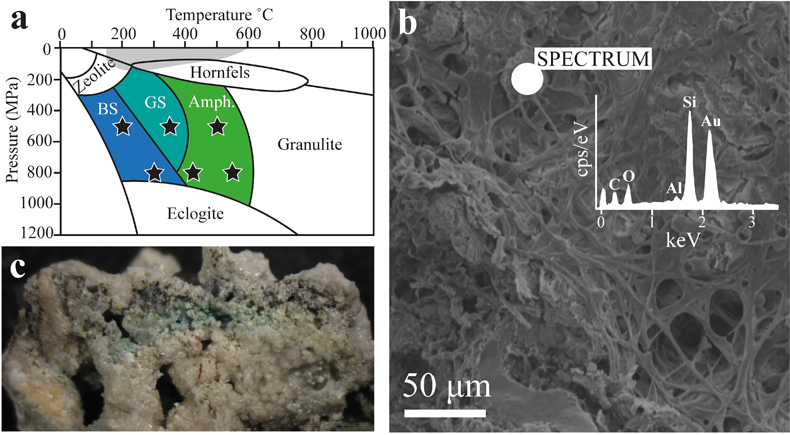 a
Temperature ˚C
0 200 400 600 1000
Pressure (MPa)
0
200
400
600
800
1000
1200
Zeolite
Hornfels
BS
GS
Amph.
Granulite
Eclogite
b
SPECTRUM
cps/eV
Si
Au
C
O
Al
0 1 2 3
keV
50 μm
c